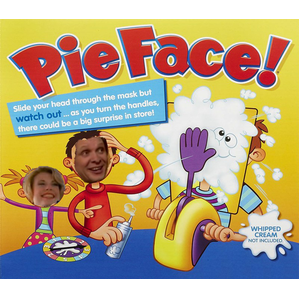 Pie Face!
Slide your head through the mask but
watch out ... as you turn the handles,
there could be a big surprise in store!
WHIPPED
CREAM
NOT INCLUDED